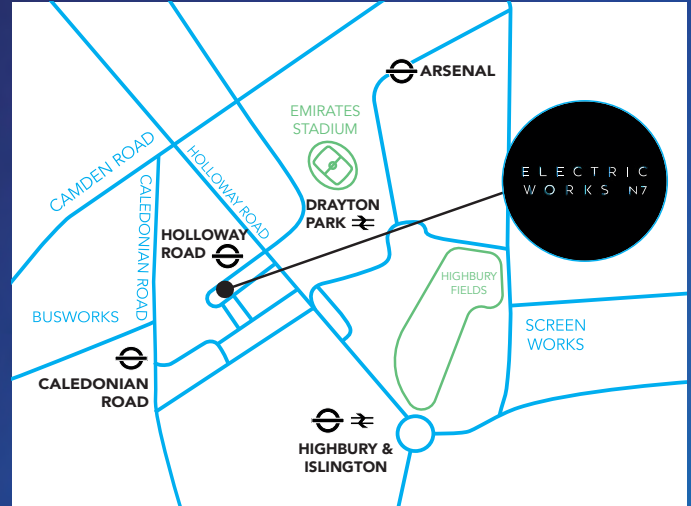 ARSENAL
EMIRATES
STADIUM
CAMDEN ROAD
HOLLOWAY ROAD
ELECTRIC
WORKS N7
CALEDONIAN ROAD
DRAYTON
PARK
HOLLOWAY
ROAD
HIGHBURY
FIELDS
BUSWORKS
SCREEN
WORKS
CALEDONIAN
ROAD
HIGHBURY &
ISLINGTON